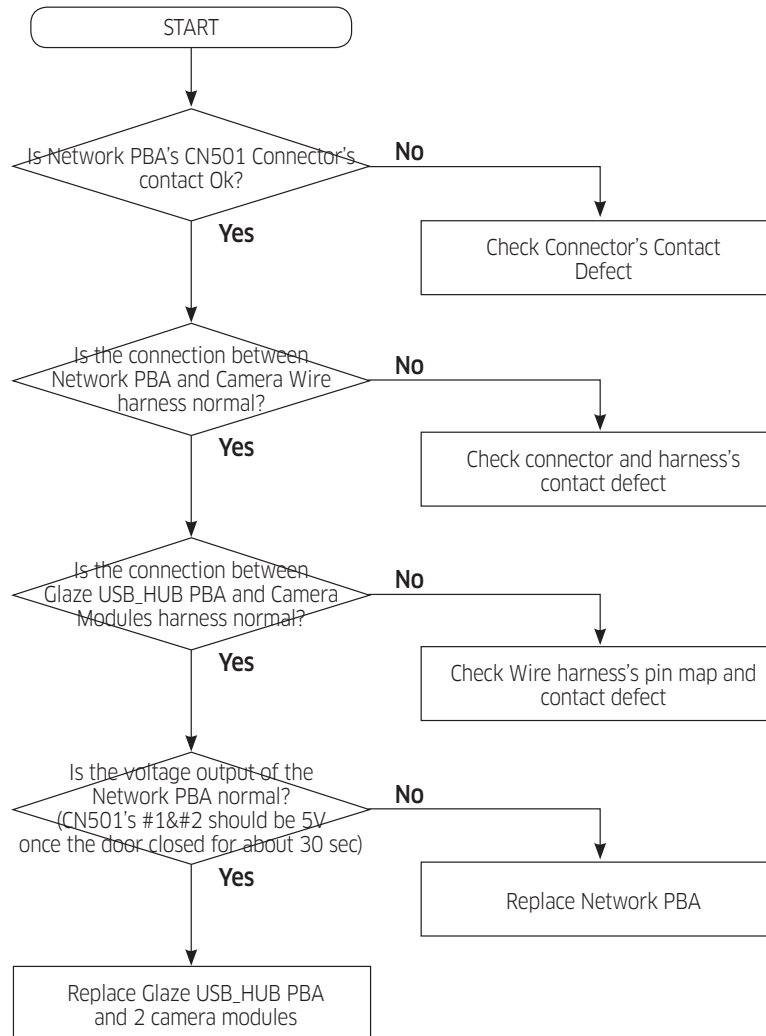 START
Is Network PBA's CN501 Connector's
contact Ok?
No
Yes
Check Connector's Contact
Defect
Is the connection between
Network PBA and Camera Wire
harness normal?
No
Yes
Check connector and harness's
contact defect
Is the connection between
Glaze USB_HUB PBA and Camera
Modules harness normal?
No
Yes
Check Wire harness's pin map and
contact defect
Is the voltage output of the
Network PBA normal?
(CN501's #1&#2 should be 5V
once the door closed for about 30 sec)
No
Yes
Replace Network PBA
Replace Glaze USB_HUB PBA
and 2 camera modules